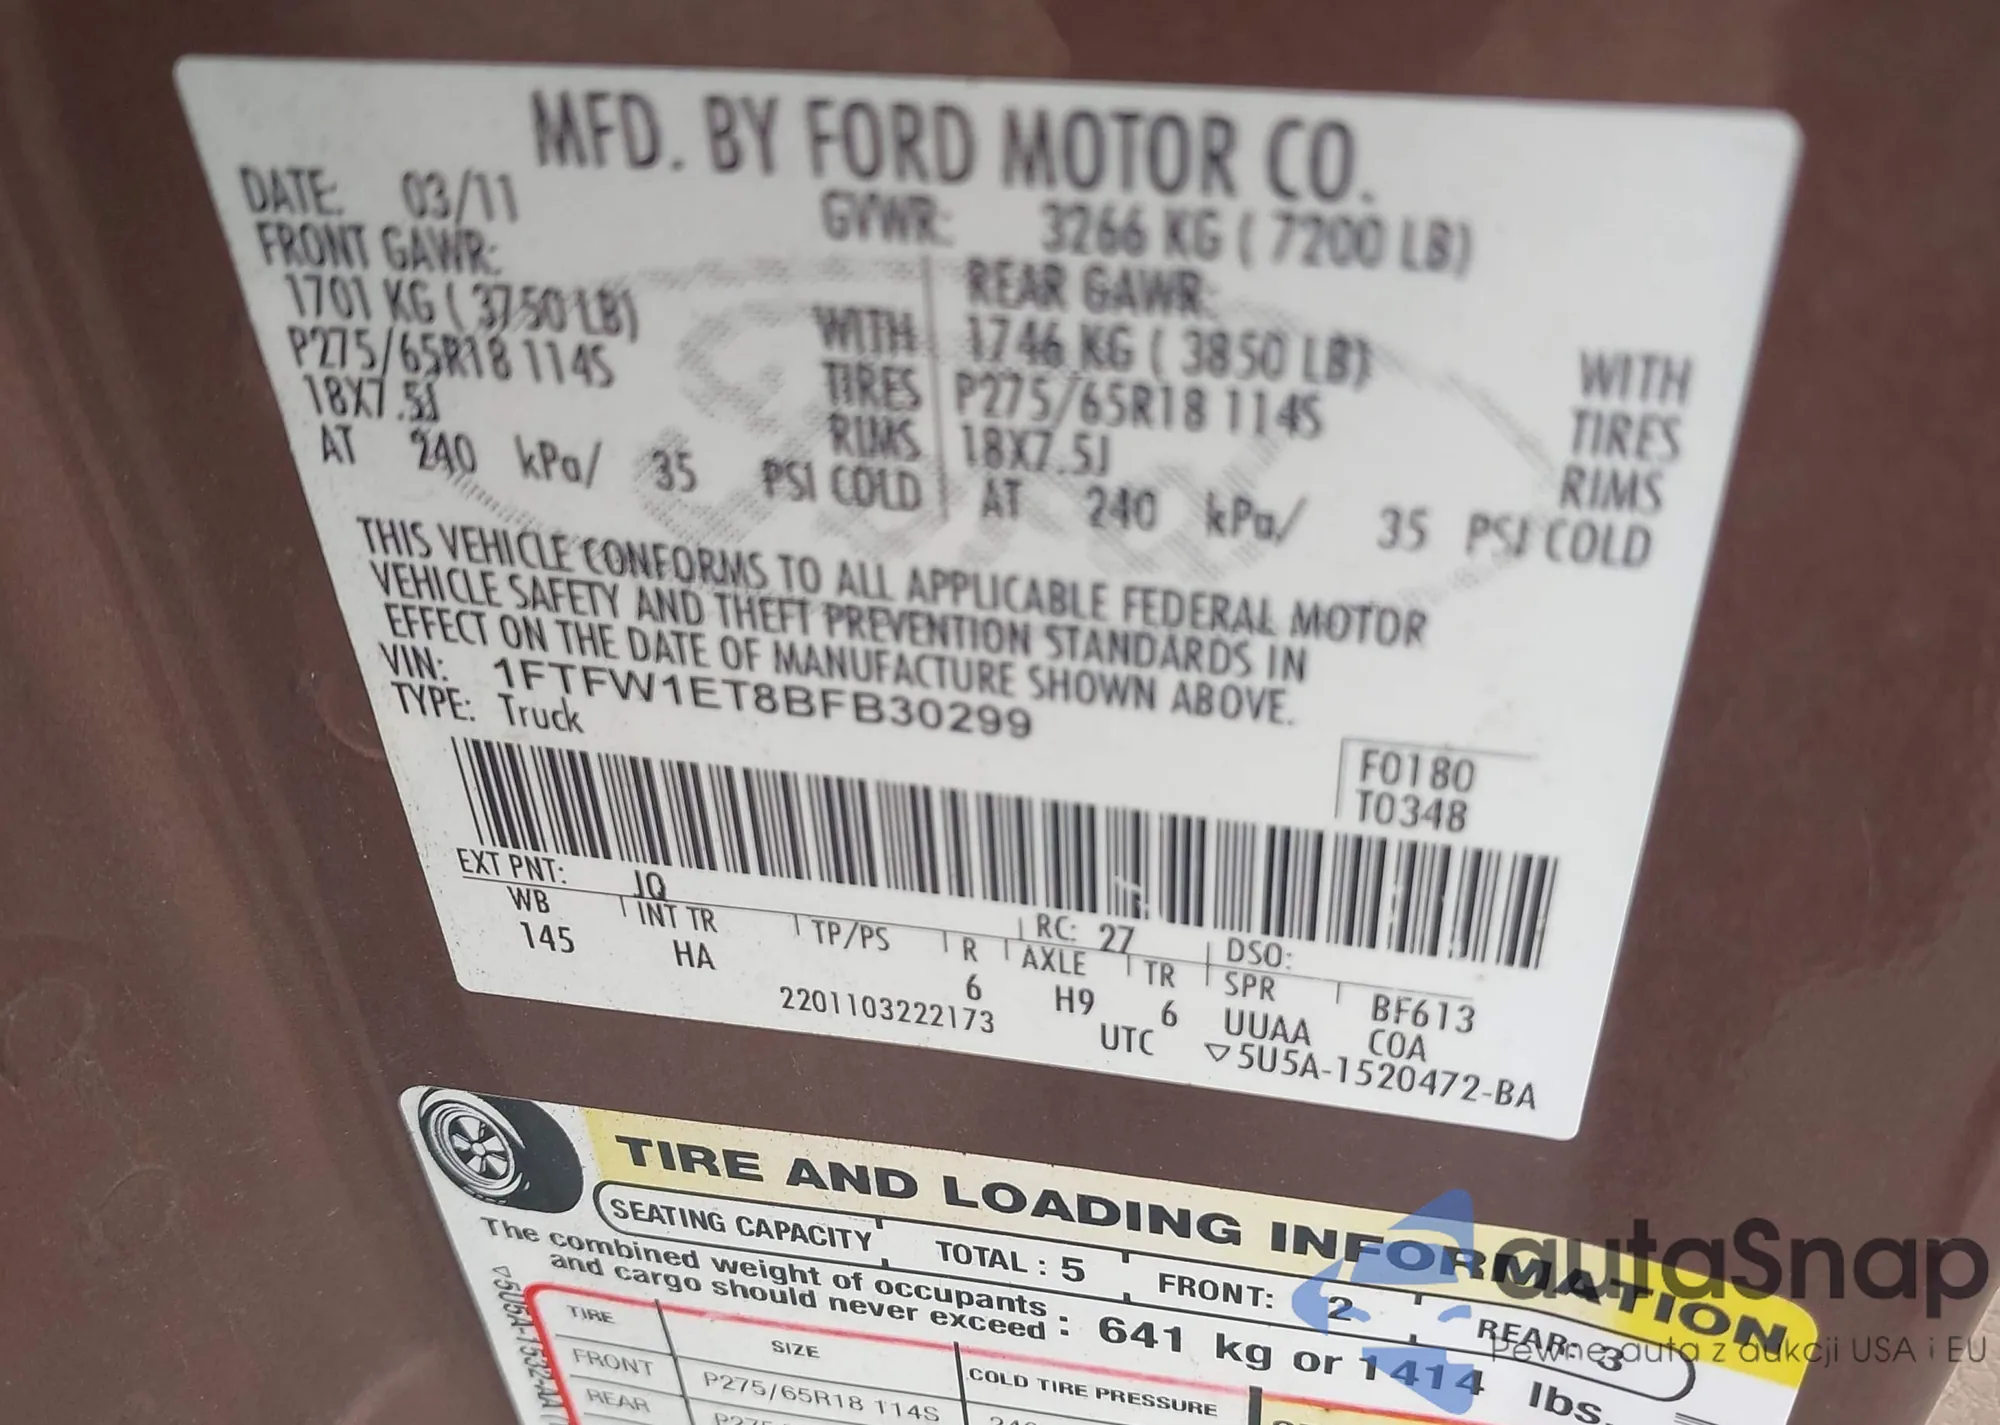 MFD. BY FORD MOTOR CO.
DATE: 03/11 GVWR: 3266 KG ( 7200 LB)
FRONT GAWR: REAR GAWR:
1701 KG ( 3750 LB) WITH 1746 KG ( 3850 LB) WITH
P275/65R18 114S TIRES P275/65R18 114S TIRES
18X7.5J RIMS 18X7.5J RIMS
AT 240 kPa/ 35 PSI COLD AT 240 kPa/ 35 PSI COLD
THIS VEHICLE CONFORMS TO ALL APPLICABLE FEDERAL MOTOR
VEHICLE SAFETY AND THEFT PREVENTION STANDARDS IN
EFFECT ON THE DATE OF MANUFACTURE SHOWN ABOVE.
VIN: 1FTFW1ET8BFB30299
TYPE: Truck
F0180
T0348
EXT PNT: JQ RC: 27 DSO:
WB INT TR TP/PS R AXLE TR SPR BF613
145 HA 6 H9 6 UUAA COA
2201103222173 UTC ▽5U5A-1520472-BA
TIRE AND LOADING INFORMATION
SEATING CAPACITY TOTAL : 5 FRONT: 2 REAR: 3
The combined weight of occupants
and cargo should never exceed : 641 kg or 1414 lbs.
TIRE SIZE COLD TIRE PRESSURE
FRONT P275/65R18 114S
REAR
autaSnap
Pewne auta z aukcji USA i EU